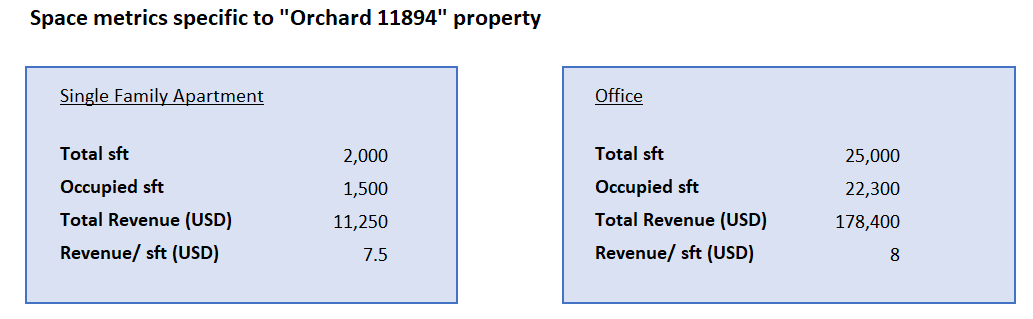 Space metrics specific to "Orchard 11894" property
Single Family Apartment
Total sft 2,000
Occupied sft 1,500
Total Revenue (USD) 11,250
Revenue/ sft (USD) 7.5
Office
Total sft 25,000
Occupied sft 22,300
Total Revenue (USD) 178,400
Revenue/ sft (USD) 8